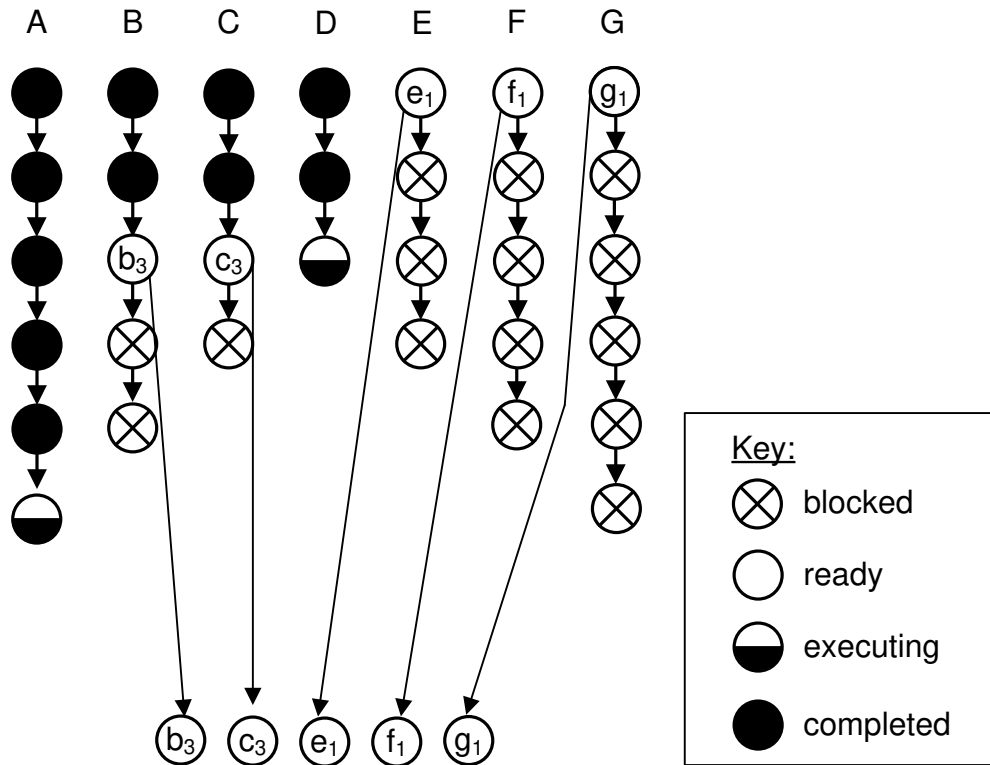 A B C D E F G
e₁ f₁ g₁
b₃ c₃
Key:
blocked
ready
executing
completed
b₃ c₃ e₁ f₁ g₁